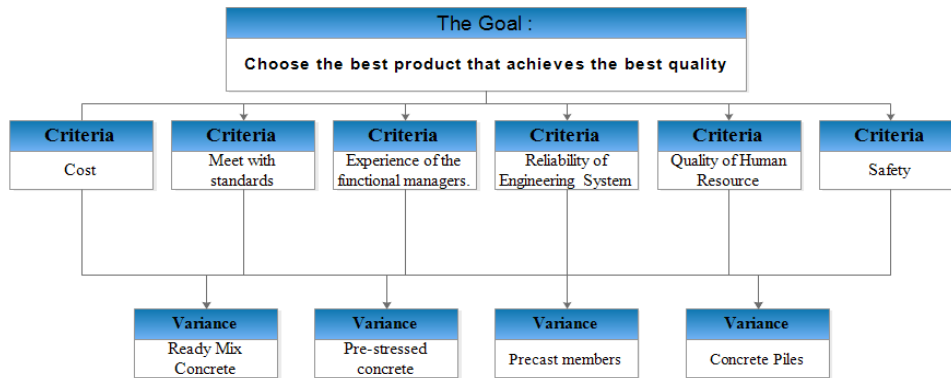 The Goal :
Choose the best product that achieves the best quality
Criteria
Cost
Criteria
Meet with
standards
Criteria
Experience of the
functional managers.
Criteria
Reliability of
Engineering System
Criteria
Quality of Human
Resource
Criteria
Safety
Variance
Ready Mix
Concrete
Variance
Pre-stressed
concrete
Variance
Precast members
Variance
Concrete Piles